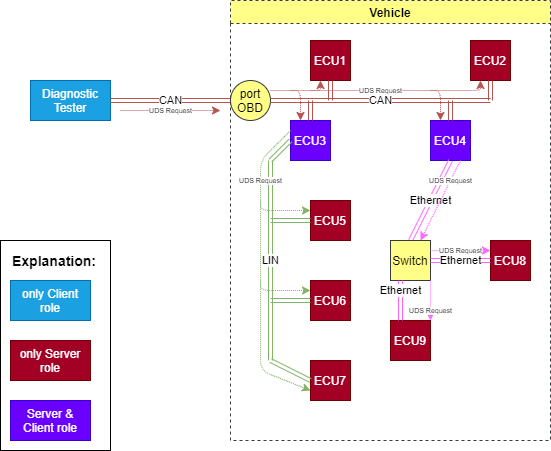 Vehicle
ECU1
ECU2
Diagnostic
Tester
CAN
UDS Request
port
OBD
UDS Request
CAN
ECU3
ECU4
UDS Request
UDS Request
Ethernet
ECU5
LIN
Switch
UDS Request
Ethernet
ECU8
Ethernet
ECU6
UDS Request
ECU9
ECU7
Explanation:
only Client
role
only Server
role
Server &
Client role